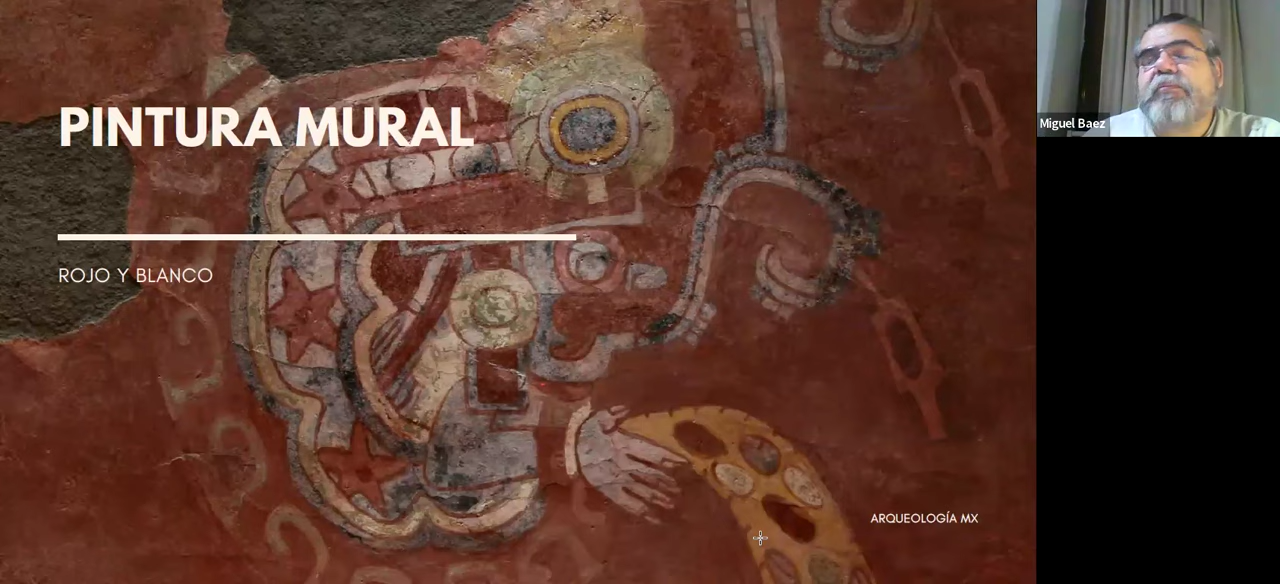 PINTURA MURAL
ROJO Y BLANCO
ARQUEOLOGÍA MX
Miguel Baez